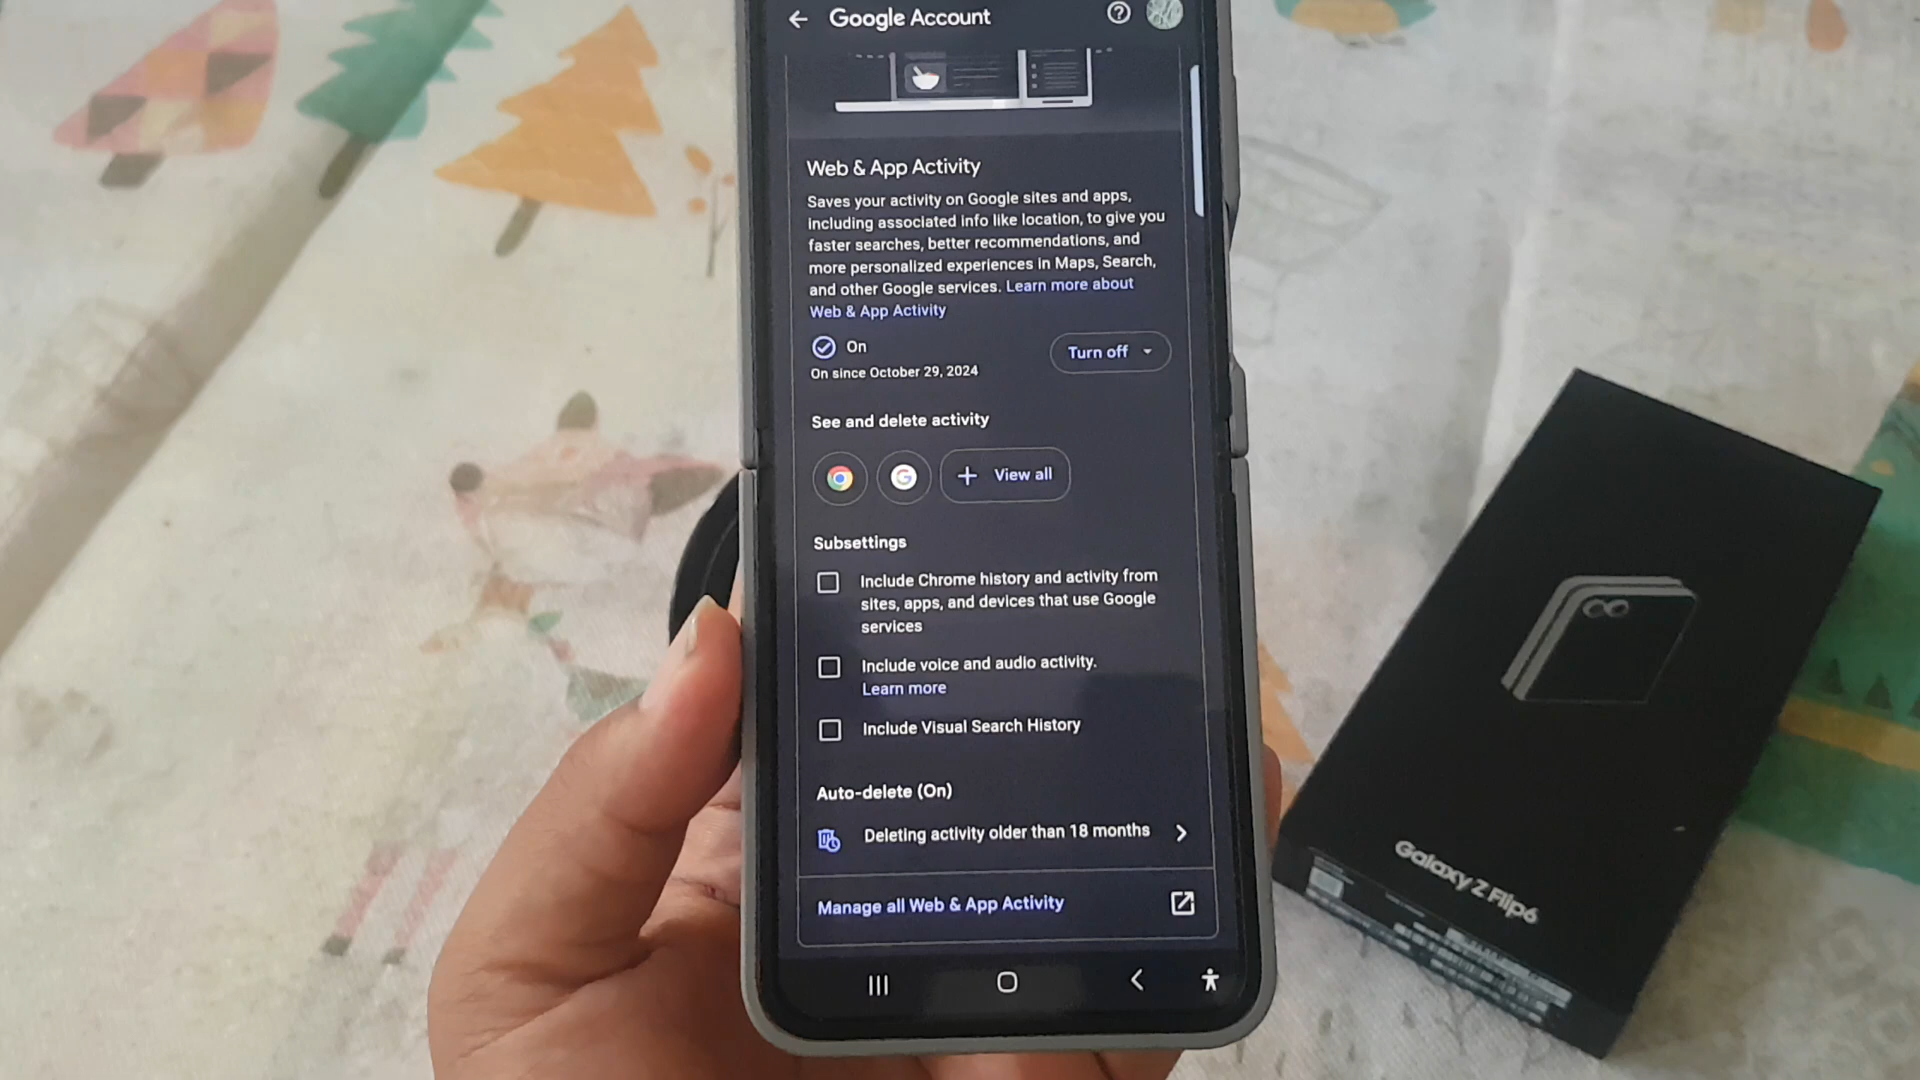 Google Account
Web & App Activity
Saves your activity on Google sites and apps,
including associated info like location, to give you
faster searches, better recommendations, and
more personalized experiences in Maps, Search,
and other Google services. Learn more about
Web & App Activity
On
Turn off
On since October 29, 2024
See and delete activity
View all
Subsettings
Include Chrome history and activity from
sites, apps, and devices that use Google
services
Include voice and audio activity.
Learn more
Include Visual Search History
Auto-delete (On)
Deleting activity older than 18 months
Manage all Web & App Activity
Galaxy Z Flip6